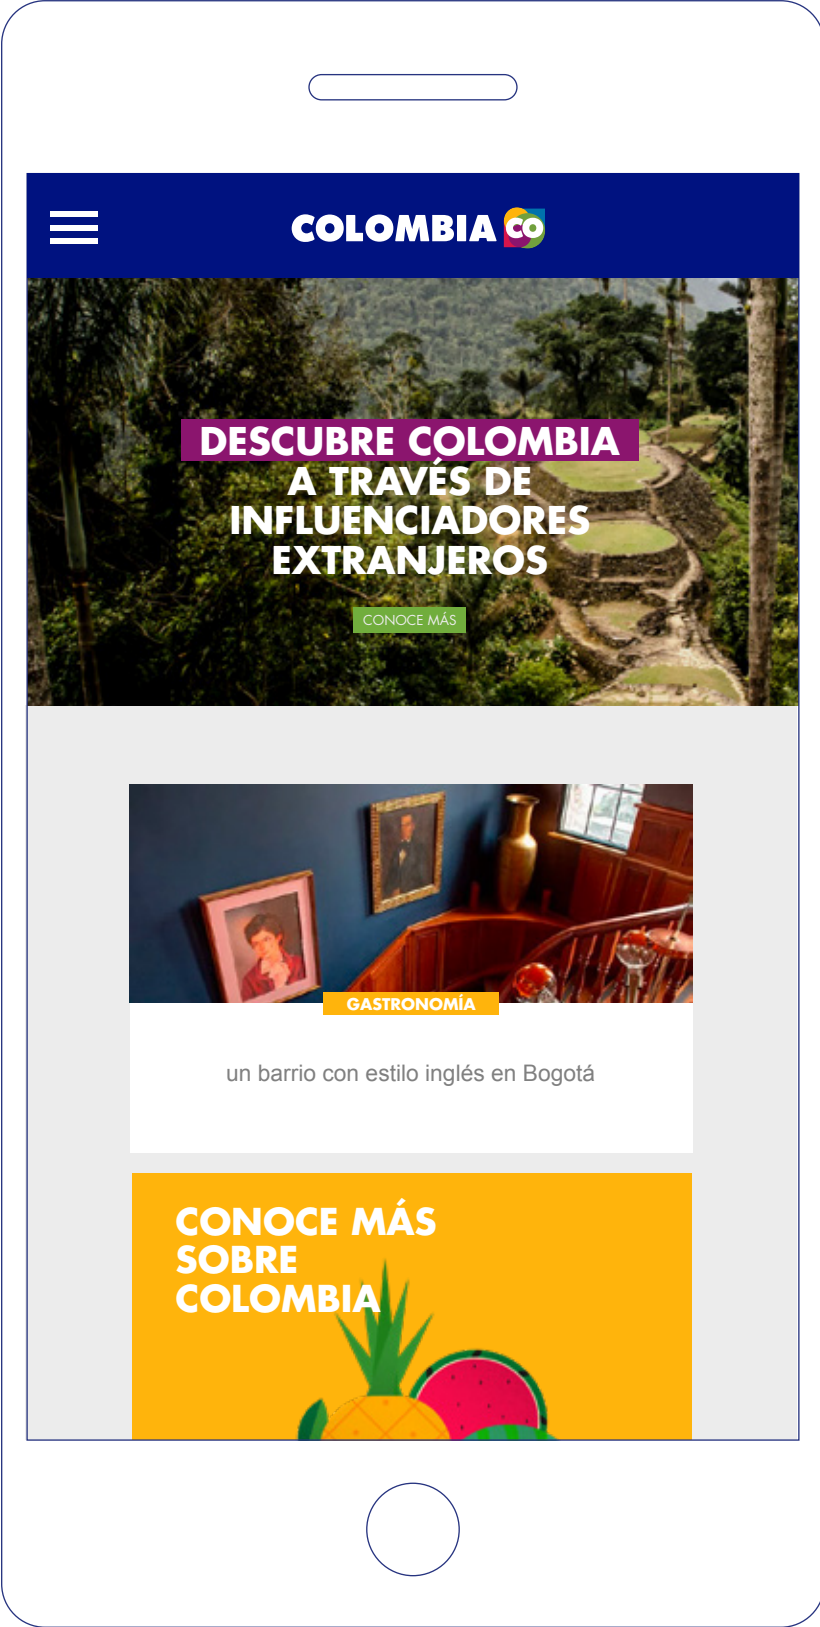 COLOMBIA CO
DESCUBRE COLOMBIA
A TRAVÉS DE
INFLUENCIADORES
EXTRANJEROS
CONOCE MÁS
GASTRONOMÍA
un barrio con estilo inglés en Bogotá
CONOCE MÁS
SOBRE
COLOMBIA